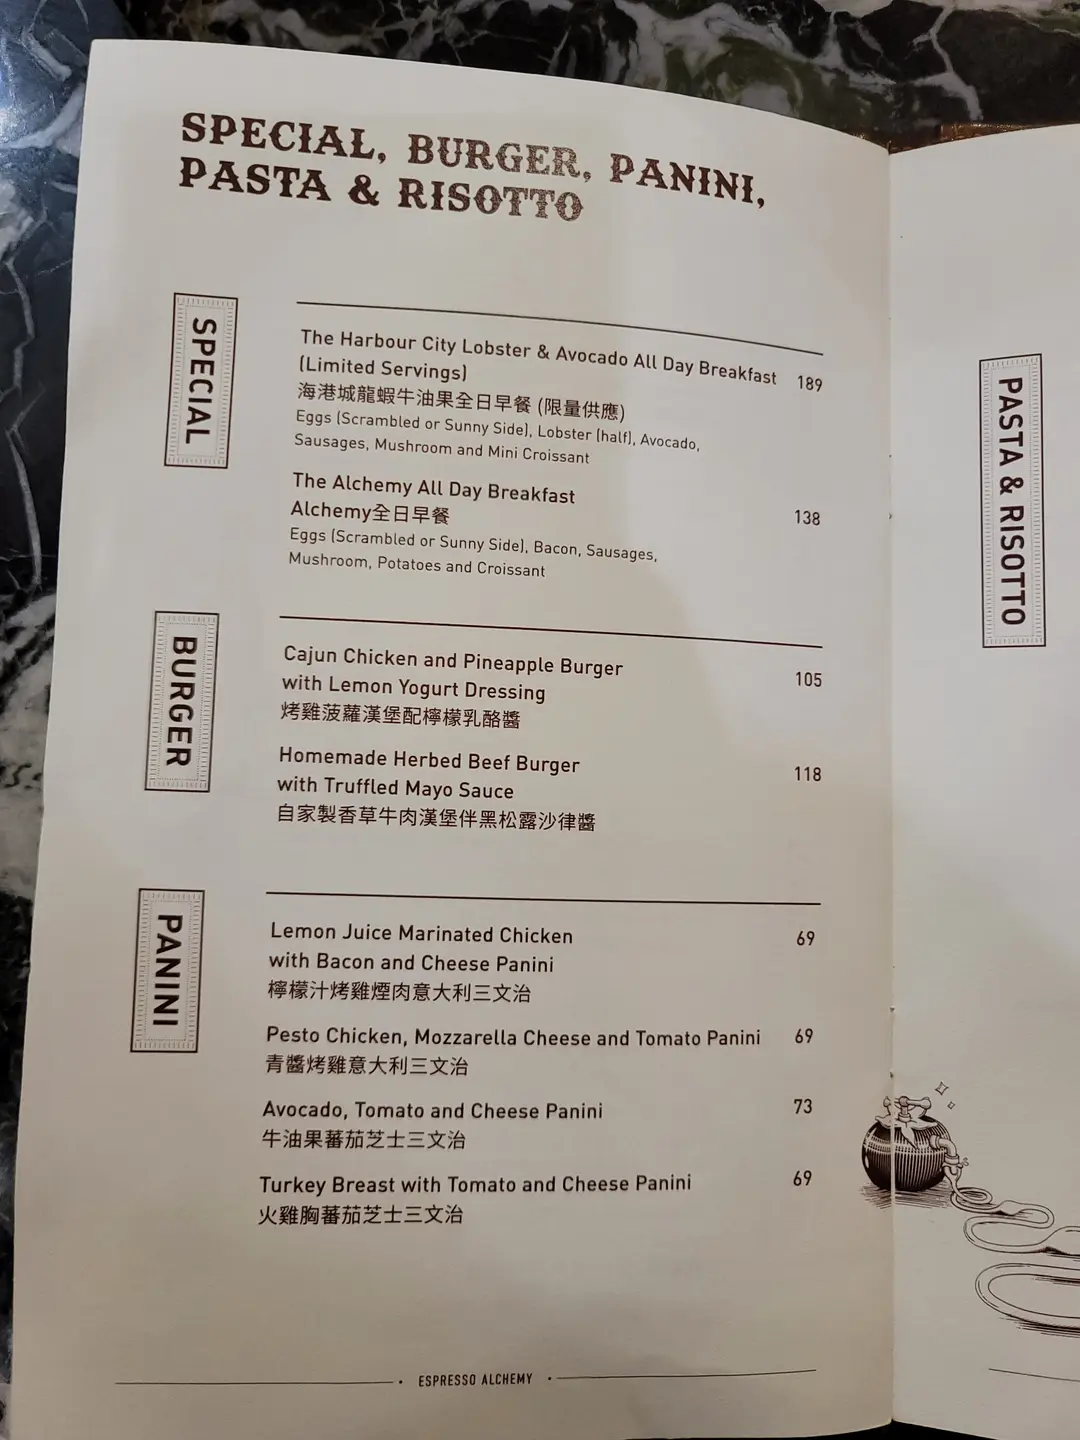 SPECIAL, BURGER, PANINI,
PASTA & RISOTTO
SPECIAL
The Harbour City Lobster & Avocado All Day Breakfast 189
(Limited Servings)
海港城龍蝦牛油果全日早餐 (限量供應)
Eggs (Scrambled or Sunny Side), Lobster (half), Avocado,
Sausages, Mushroom and Mini Croissant
The Alchemy All Day Breakfast
Alchemy全日早餐 138
Eggs (Scrambled or Sunny Side), Bacon, Sausages,
Mushroom, Potatoes and Croissant
BURGER
Cajun Chicken and Pineapple Burger 105
with Lemon Yogurt Dressing
烤雞菠蘿漢堡配檸檬乳酪醬
Homemade Herbed Beef Burger 118
with Truffled Mayo Sauce
自家製香草牛肉漢堡伴黑松露沙律醬
PANINI
Lemon Juice Marinated Chicken 69
with Bacon and Cheese Panini
檸檬汁烤雞煙肉意大利三文治
Pesto Chicken, Mozzarella Cheese and Tomato Panini 69
青醬烤雞意大利三文治
Avocado, Tomato and Cheese Panini 73
牛油果蕃茄芝士三文治
Turkey Breast with Tomato and Cheese Panini 69
火雞胸蕃茄芝士三文治
• ESPRESSO ALCHEMY •
PASTA & RISOTTO